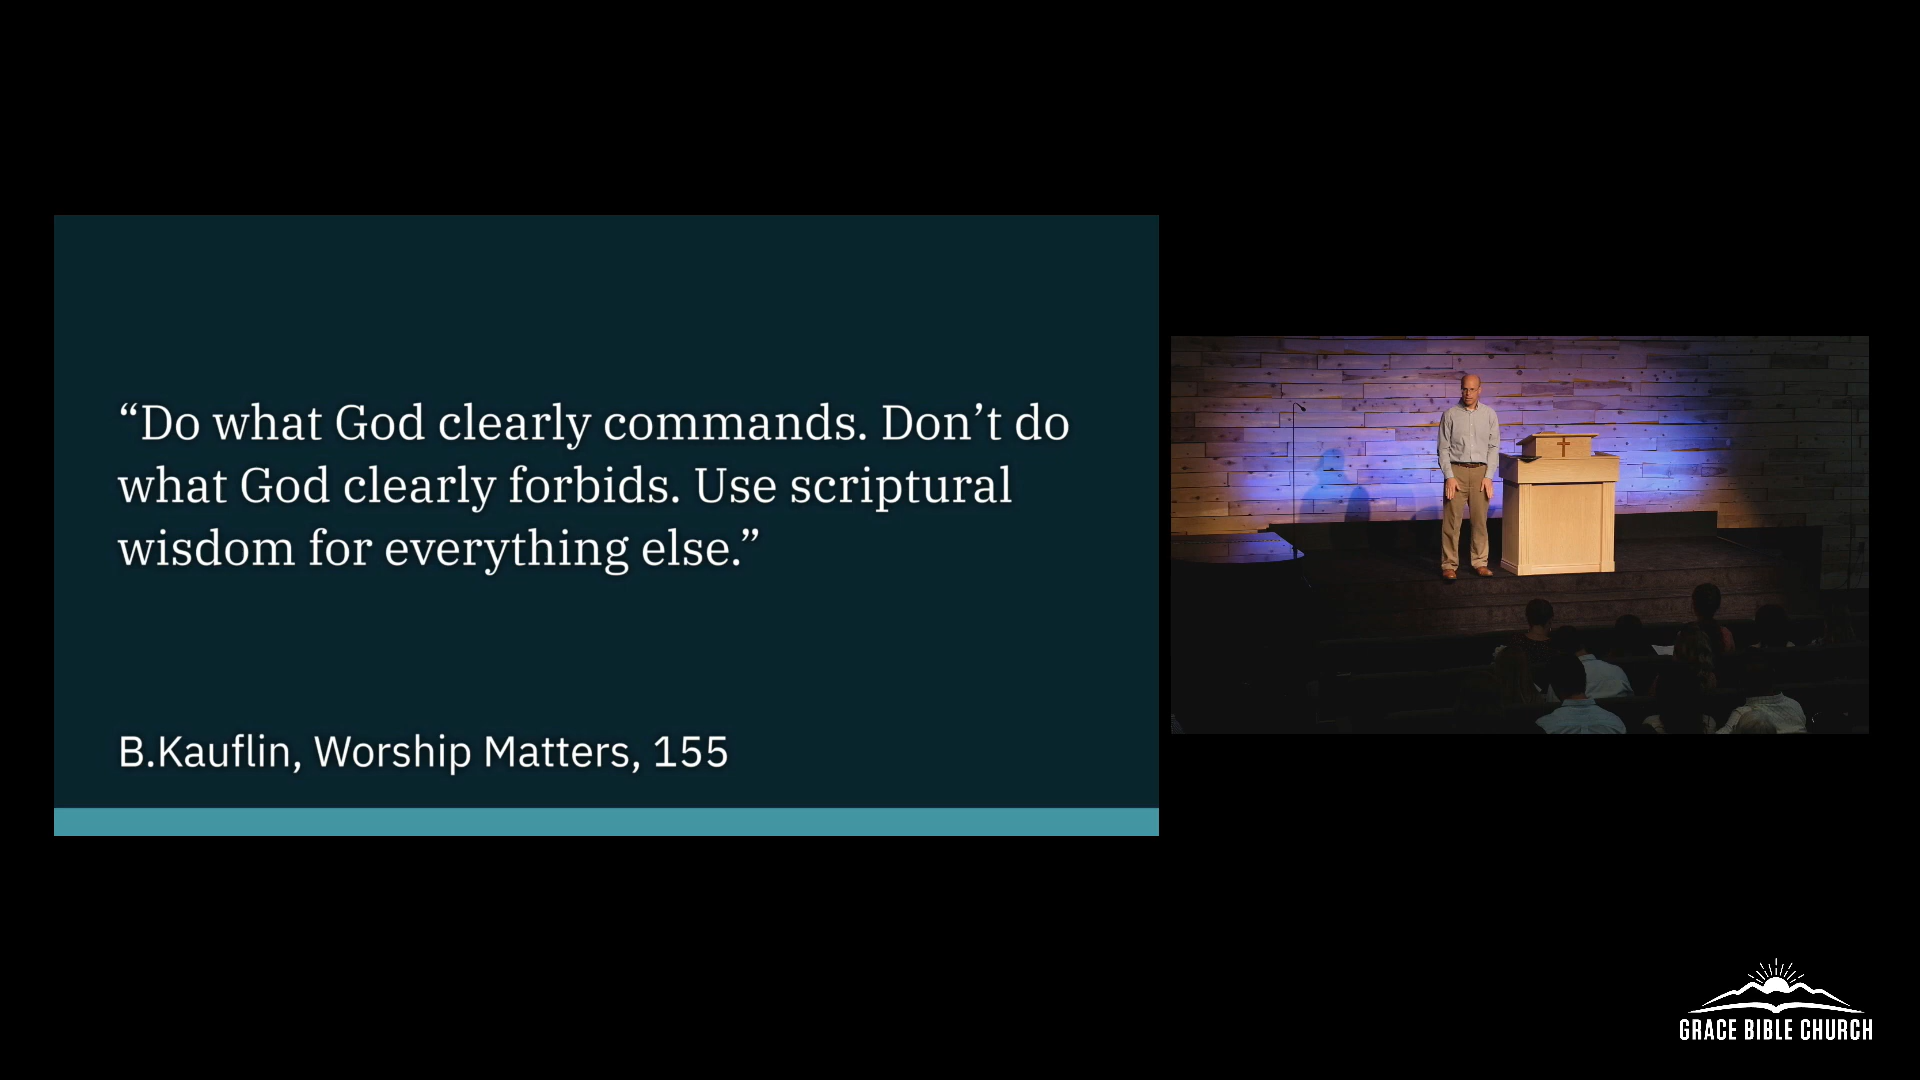 “Do what God clearly commands. Don’t do
what God clearly forbids. Use scriptural
wisdom for everything else.”
B.Kauflin, Worship Matters, 155
GRACE BIBLE CHURCH